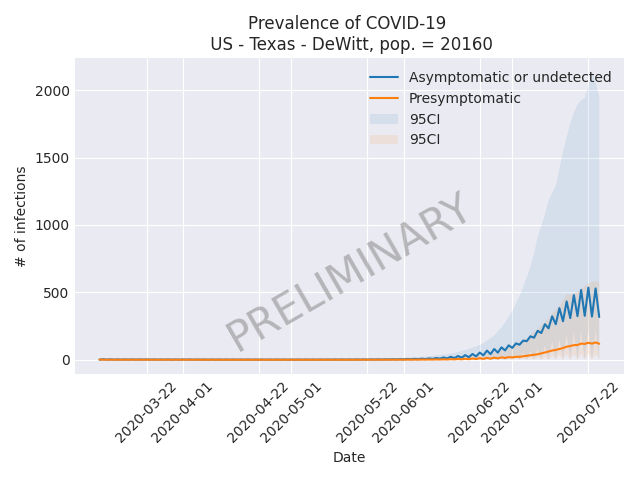 Prevalence of COVID-19
US - Texas - DeWitt, pop. = 20160
Asymptomatic or undetected
Presymptomatic
95CI
95CI
2000
1500
1000
500
0
# of infections
PRELIMINARY
2020-03-22
2020-04-01
2020-04-22
2020-05-01
2020-05-22
2020-06-01
2020-06-22
2020-07-01
2020-07-22
Date